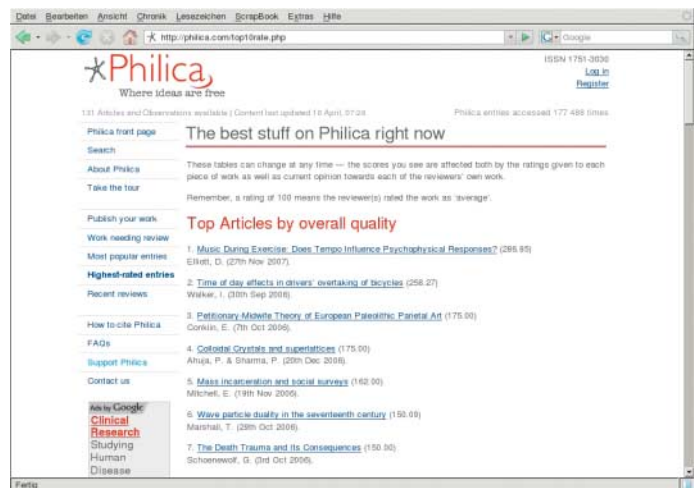 Datei Bearbeiten Ansicht Chronik Lesezeichen ScrapBook Extras Hilfe
http://philica.com/top10rate.php
Google
Philica
Where ideas are free
ISSN 1751-3030
Log in
Register
131 Articles and Observations available | Content last updated 10 April, 07:28
Philica entries accessed 177 486 times
Philica front page
Search
About Philica
Take the tour
Publish your work
Work needing review
Most popular entries
Highest-rated entries
Recent reviews
How to cite Philica
FAQs
Support Philica
Contact us
Ads by Google
Clinical
Research
Studying
Human
Disease
The best stuff on Philica right now
These tables can change at any time — the scores you see are affected both by the ratings given to each
piece of work as well as current opinion towards each of the reviewers' own work.
Remember, a rating of 100 means the reviewer(s) rated the work as 'average'.
Top Articles by overall quality
1. Music During Exercise: Does Tempo Influence Psychophysical Responses? (286.95)
Elliott, D. (27th Nov 2007).
2. Time of day effects in drivers' overtaking of bicycles (258.27)
Walker, I. (30th Sep 2006).
3. Petitionary-Midwife Theory of European Paleolithic Parietal Art (175.00)
Conklin, E. (7th Oct 2006).
4. Colloidal Crystals and superlattices (175.00)
Ahuja, P. & Sharma, P. (20th Dec 2006).
5. Mass incarceration and social surveys (162.00)
Mitchell, E. (19th Nov 2006).
6. Wave particle duality in the seventeenth century (150.69)
Marshall, T. (29th Oct 2006).
7. The Death Trauma and Its Consequences (150.00)
Schoenewolf, G. (3rd Oct 2006).
Fertig